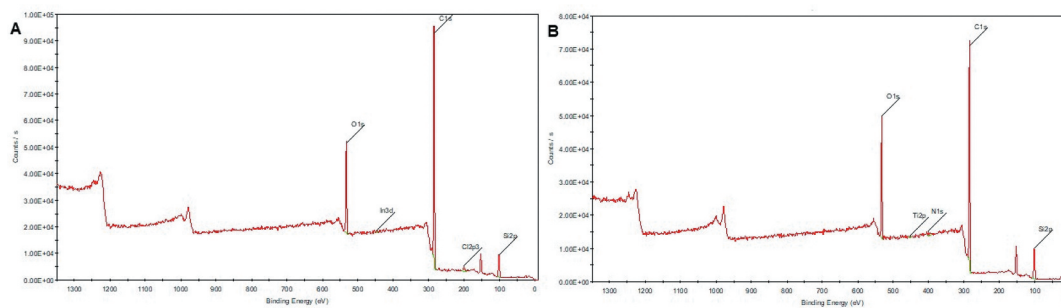 A
1.00E+05
9.00E+04
8.00E+04
7.00E+04
6.00E+04
5.00E+04
4.00E+04
3.00E+04
2.00E+04
1.00E+04
0.00E+00
Counts / s
C1s
O1s
In3d
Cl2p3
Si2p
1300 1200 1100 1000 900 800 700 600 500 400 300 200 100 0
Binding Energy (eV)
B
8.00E+04
7.00E+04
6.00E+04
5.00E+04
4.00E+04
3.00E+04
2.00E+04
1.00E+04
0.00E+00
Counts / s
C1s
O1s
Ti2p
N1s
Si2p
1300 1200 1100 1000 900 800 700 600 500 400 300 200 100 0
Binding Energy (eV)